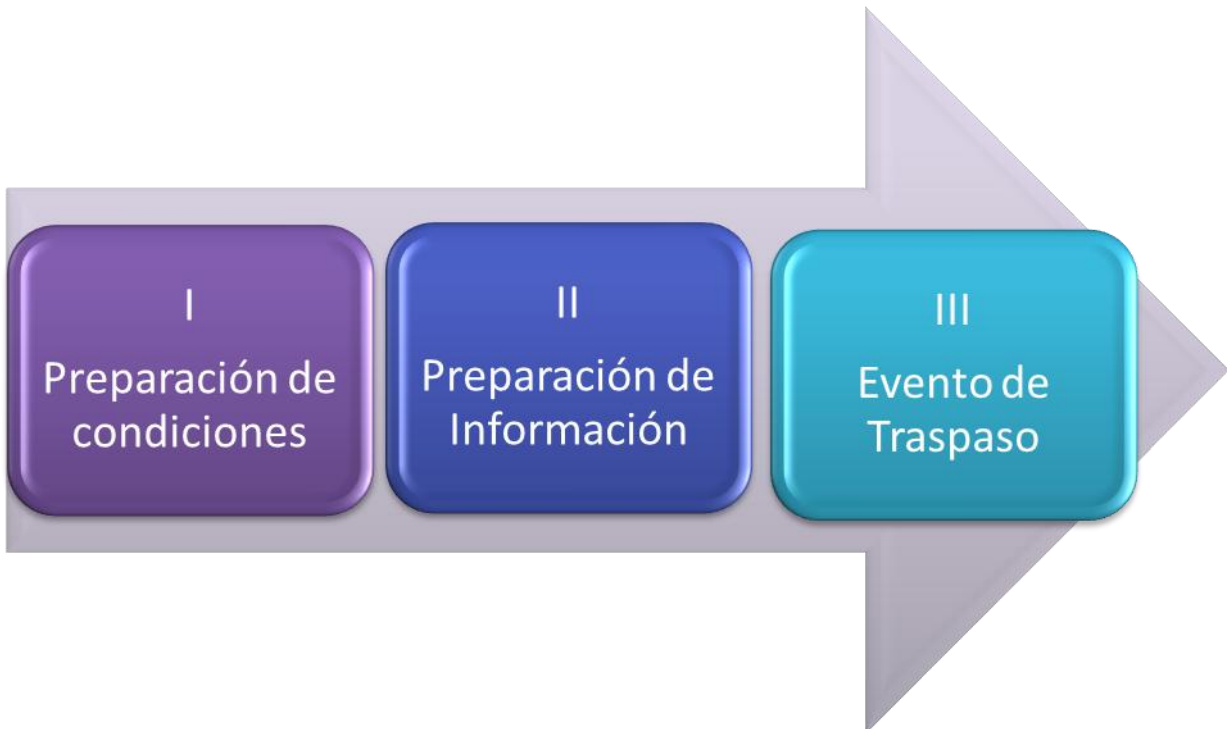 I
Preparación de
condiciones
II
Preparación de
Información
III
Evento de
Traspaso